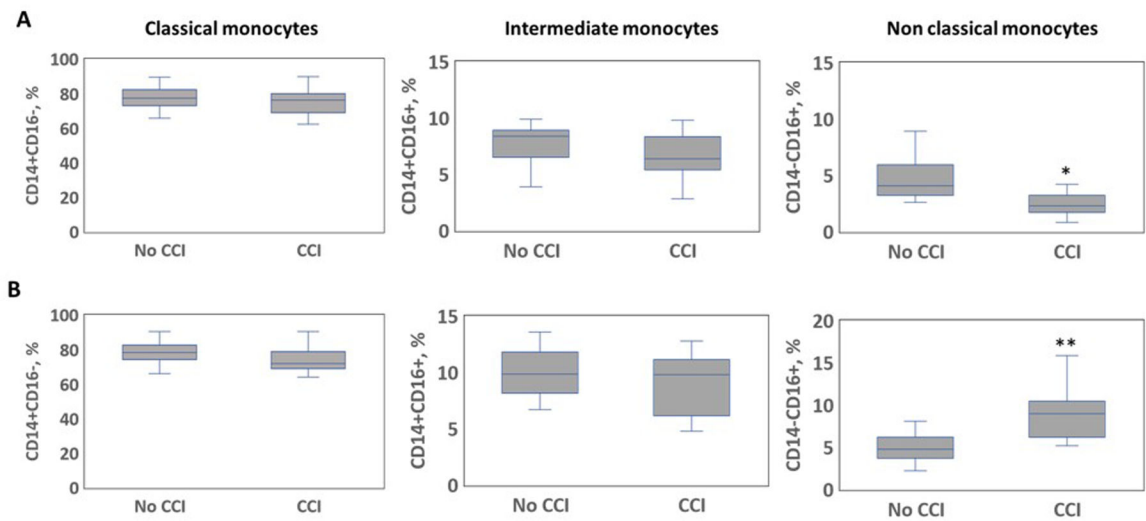 A
Classical monocytes
Intermediate monocytes
Non classical monocytes
CD14+CD16-, %
100
80
60
40
20
0
No CCI
CCI
CD14+CD16+, %
15
10
5
0
No CCI
CCI
CD14-CD16+, %
15
10
5
0
*
No CCI
CCI
B
CD14+CD16-, %
100
80
60
40
20
0
No CCI
CCI
CD14+CD16+, %
15
10
5
0
No CCI
CCI
CD14-CD16+, %
20
15
10
5
0
**
No CCI
CCI